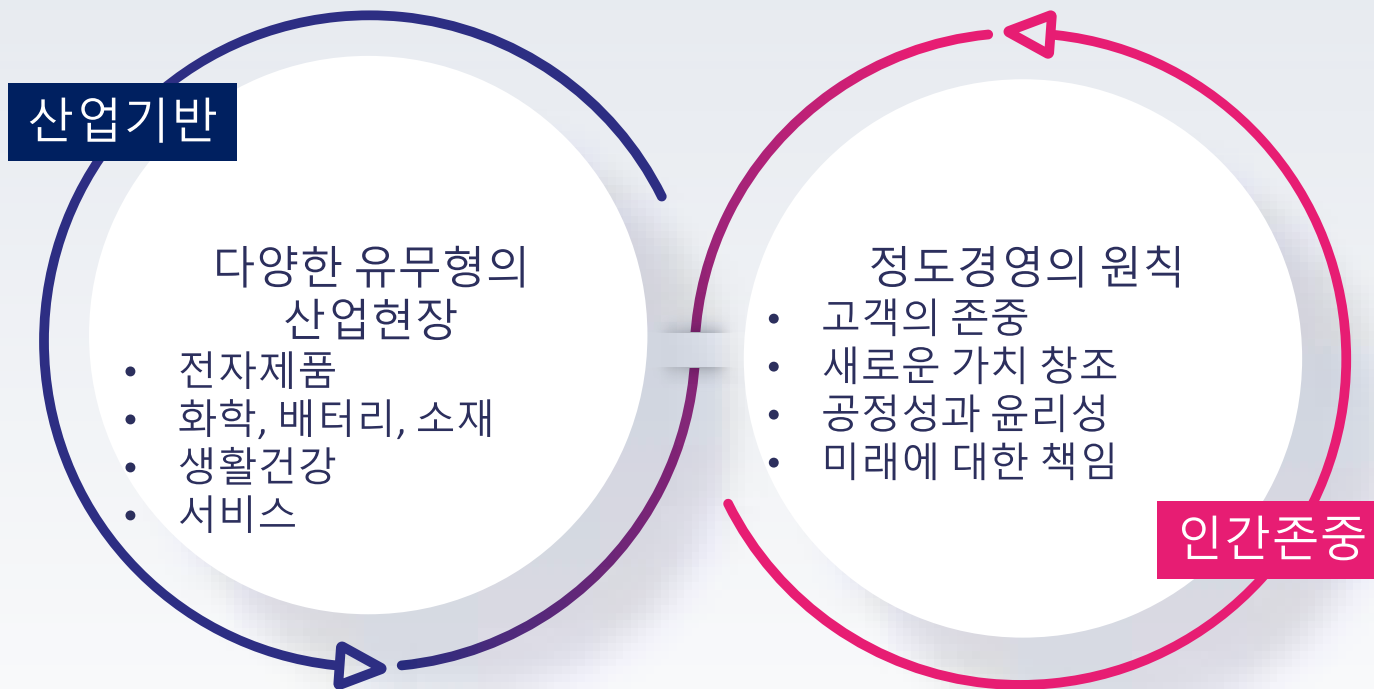 산업기반
다양한 유무형의
산업현장
• 전자제품
• 화학, 배터리, 소재
• 생활건강
• 서비스
정도경영의 원칙
• 고객의 존중
• 새로운 가치 창조
• 공정성과 윤리성
• 미래에 대한 책임
인간존중